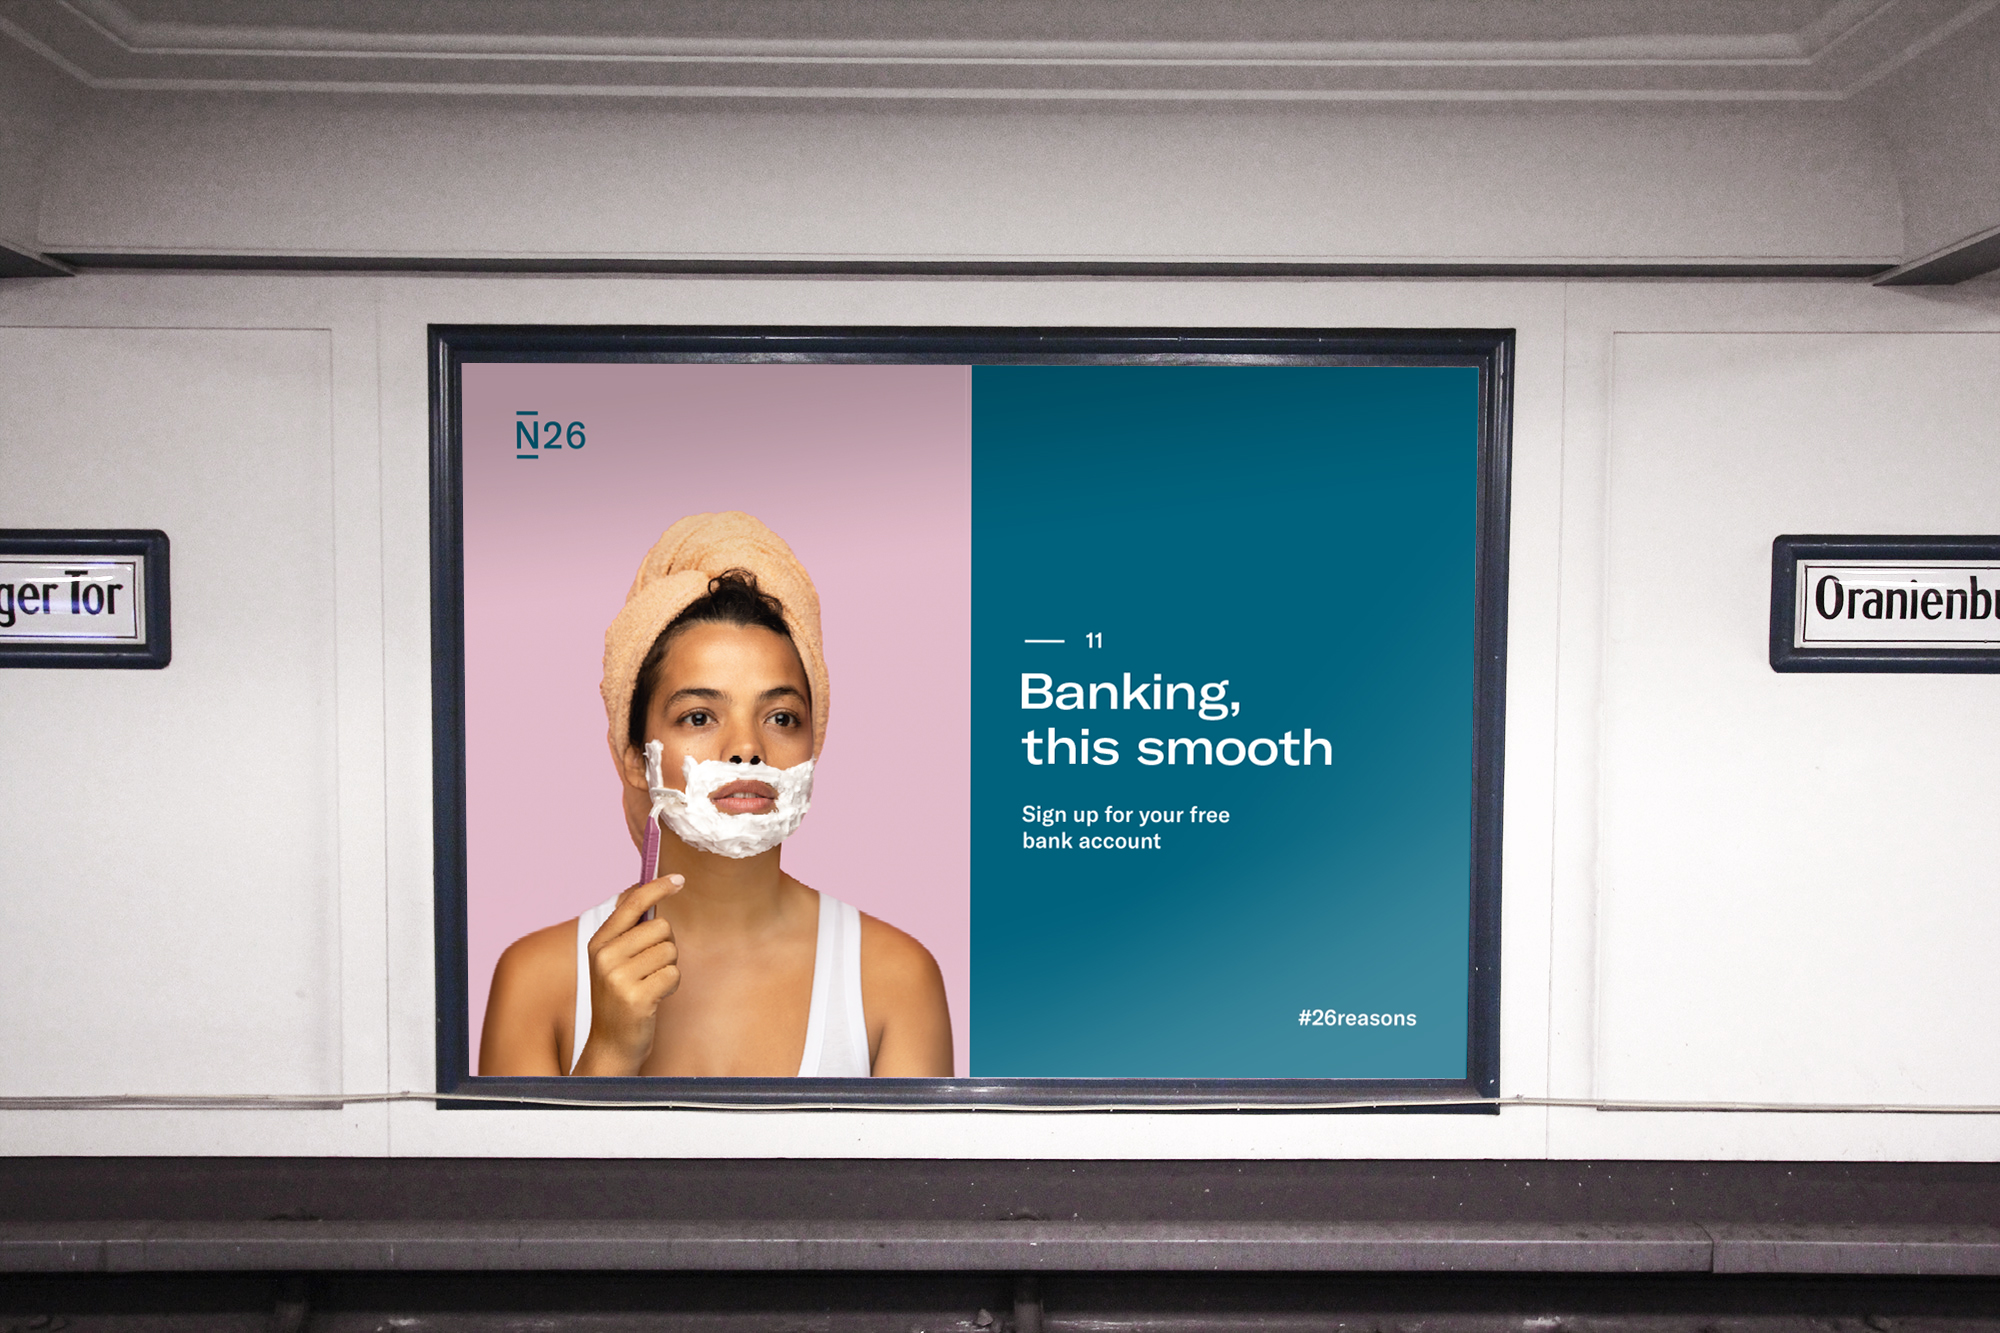 N26
11
Banking,
this smooth
Sign up for your free
bank account
#26reasons
ger Tor
Oranienbu